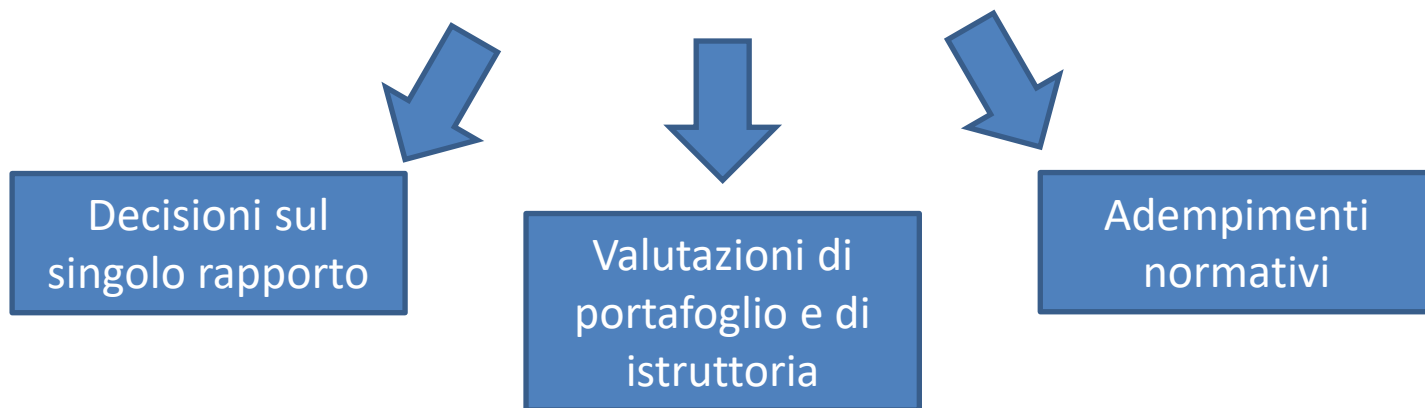 Decisioni sul
singolo rapporto
Valutazioni di
portafoglio e di
istruttoria
Adempimenti
normativi